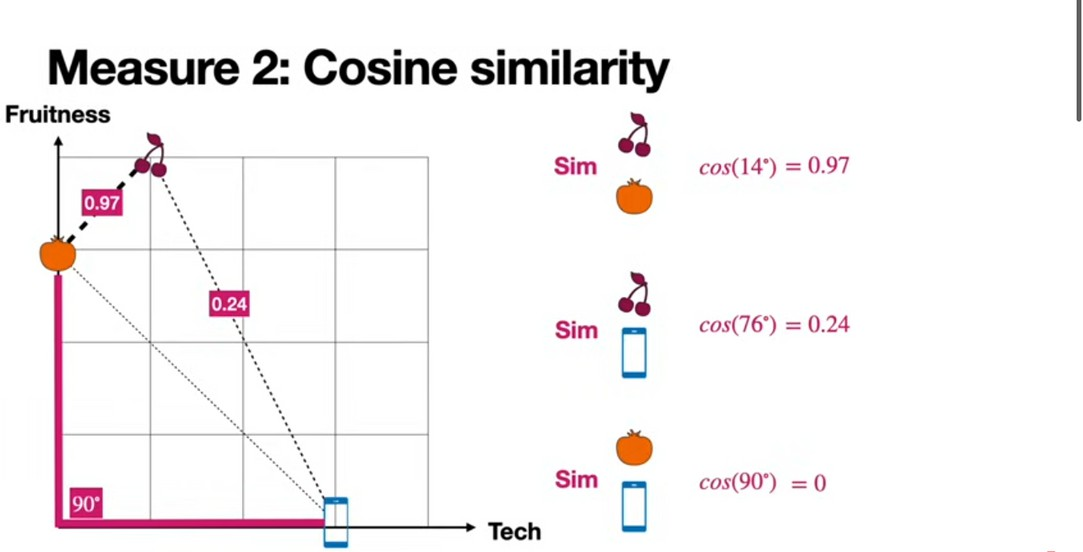 Measure 2: Cosine similarity
Fruitness
0.97
0.24
90°
Tech
Sim
cos(14°) = 0.97
Sim
cos(76°) = 0.24
Sim
cos(90°) = 0